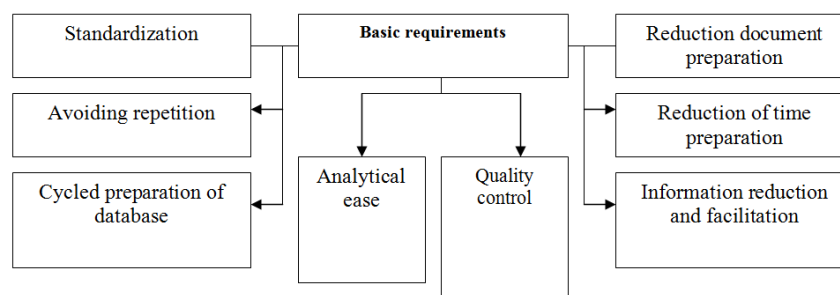 Standardization
Basic requirements
Reduction document
preparation
Avoiding repetition
Reduction of time
preparation
Analytical
ease
Quality
control
Cycled preparation of
database
Information reduction
and facilitation